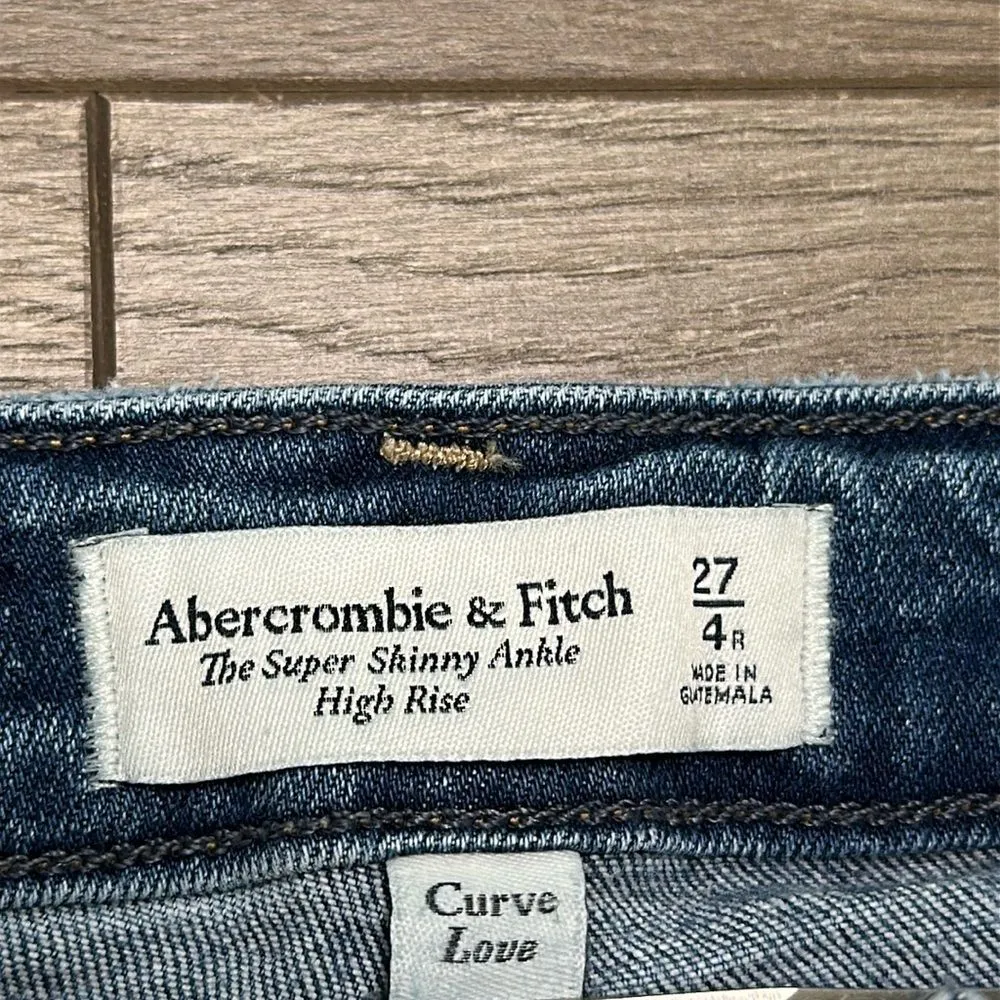 Abercrombie & Fitch
The Super Skinny Ankle
High Rise
27
4R
MADE IN
GUATEMALA
Curve
Love